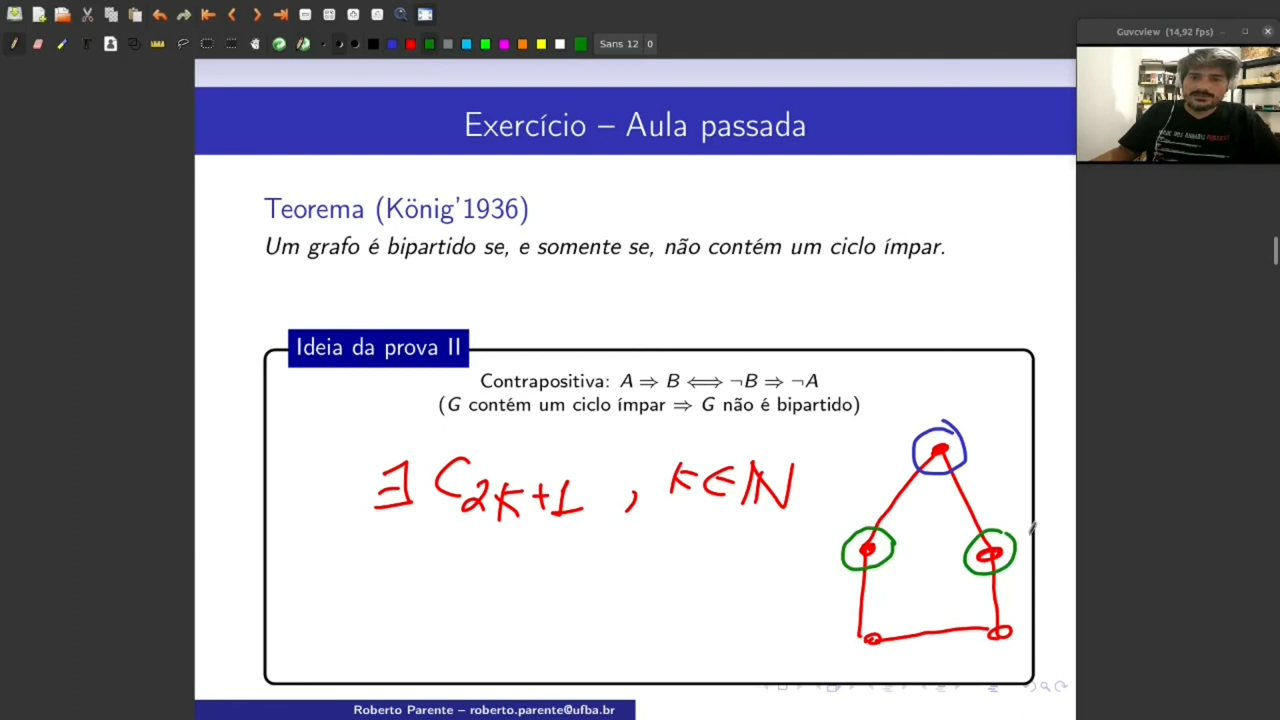 Sans 12 0
Guvcview (14,92 fps)
Exercício – Aula passada
Teorema (König'1936)
Um grafo é bipartido se, e somente se, não contém um ciclo ímpar.
Ideia da prova II
Contrapositiva: A ⇒ B ⟺ ¬B ⇒ ¬A
(G contém um ciclo ímpar ⇒ G não é bipartido)
∃ C₂ₖ₊₁ , k ∈ ℕ
Roberto Parente – roberto.parente@ufba.br